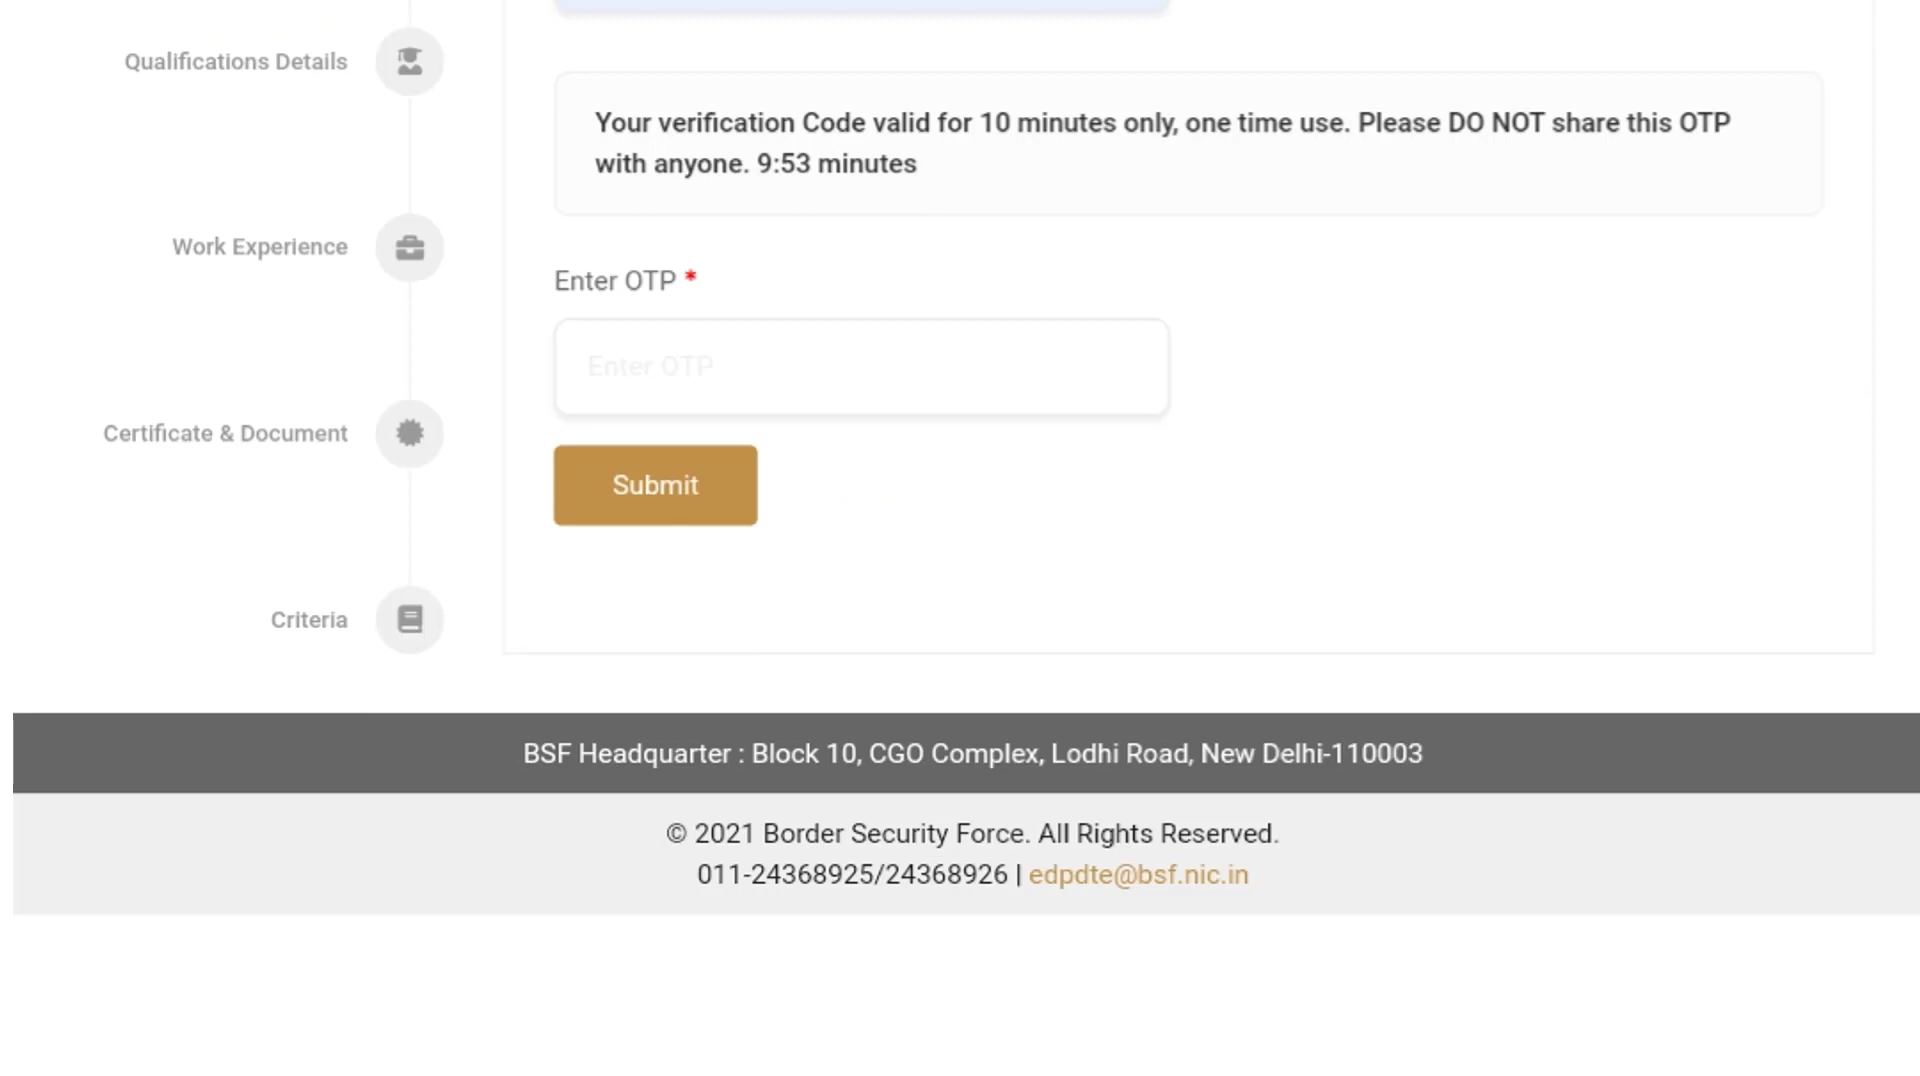 Qualifications Details
Your verification Code valid for 10 minutes only, one time use. Please DO NOT share this OTP
with anyone. 9:53 minutes
Work Experience
Enter OTP *
Enter OTP
Certificate & Document
Submit
Criteria
BSF Headquarter : Block 10, CGO Complex, Lodhi Road, New Delhi-110003
© 2021 Border Security Force. All Rights Reserved.
011-24368925/24368926 | edpdte@bsf.nic.in